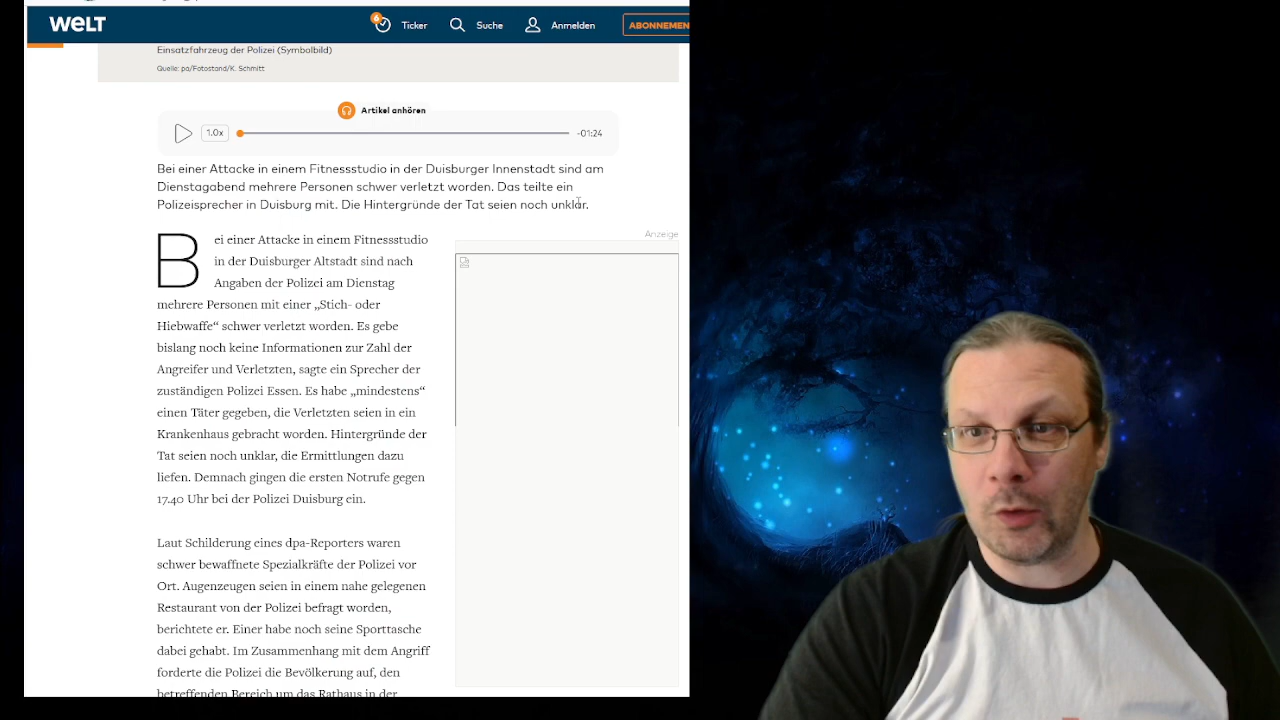 WELT
6
Ticker
Suche
Anmelden
ABONNEMEN
Einsatzfahrzeug der Polizei (Symbolbild)
Quelle: pa/Fotostand/K. Schmitt
Artikel anhören
1.0x
-01:24
Bei einer Attacke in einem Fitnessstudio in der Duisburger Innenstadt sind am
Dienstagabend mehrere Personen schwer verletzt worden. Das teilte ein
Polizeisprecher in Duisburg mit. Die Hintergründe der Tat seien noch unklar.
Anzeige
Bei einer Attacke in einem Fitnessstudio
in der Duisburger Altstadt sind nach
Angaben der Polizei am Dienstag
mehrere Personen mit einer „Stich- oder
Hiebwaffe“ schwer verletzt worden. Es gebe
bislang noch keine Informationen zur Zahl der
Angreifer und Verletzten, sagte ein Sprecher der
zuständigen Polizei Essen. Es habe „mindestens“
einen Täter gegeben, die Verletzten seien in ein
Krankenhaus gebracht worden. Hintergründe der
Tat seien noch unklar, die Ermittlungen dazu
liefen. Demnach gingen die ersten Notrufe gegen
17.40 Uhr bei der Polizei Duisburg ein.
Laut Schilderung eines dpa-Reporters waren
schwer bewaffnete Spezialkräfte der Polizei vor
Ort. Augenzeugen seien in einem nahe gelegenen
Restaurant von der Polizei befragt worden,
berichtete er. Einer habe noch seine Sporttasche
dabei gehabt. Im Zusammenhang mit dem Angriff
forderte die Polizei die Bevölkerung auf, den
betreffenden Bereich um das Rathaus in der